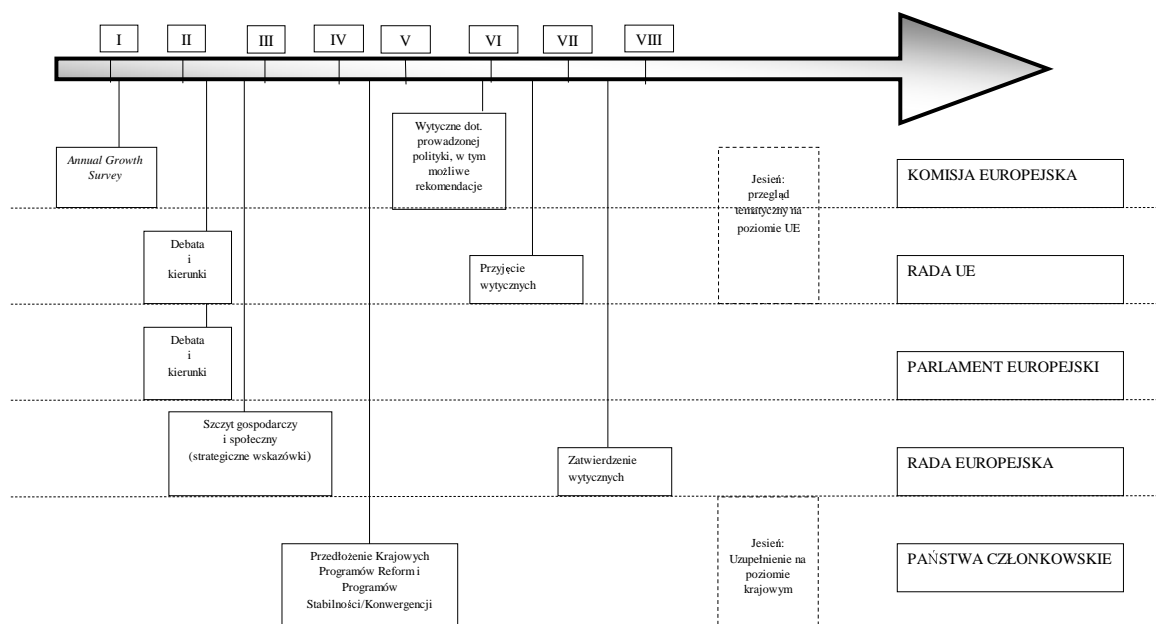 I II III IV V VI VII VIII
Wytyczne dot.
prowadzonej
polityki, w tym
możliwe
rekomendacje
Annual Growth
Survey
Jesień:
przegląd
tematyczny na
poziomie UE
KOMISJA EUROPEJSKA
Debata
i
kierunki
Przyjęcie
wytycznych
RADA UE
Debata
i
kierunki
PARLAMENT EUROPEJSKI
Szczyt gospodarczy
i społeczny
(strategiczne wskazówki)
Zatwierdzenie
wytycznych
RADA EUROPEJSKA
Przedłożenie Krajowych
Programów Reform i
Programów
Stabilności/Konwergencji
Jesień:
Uzupełnienie na
poziomie
krajowym
PAŃSTWA CZŁONKOWSKIE